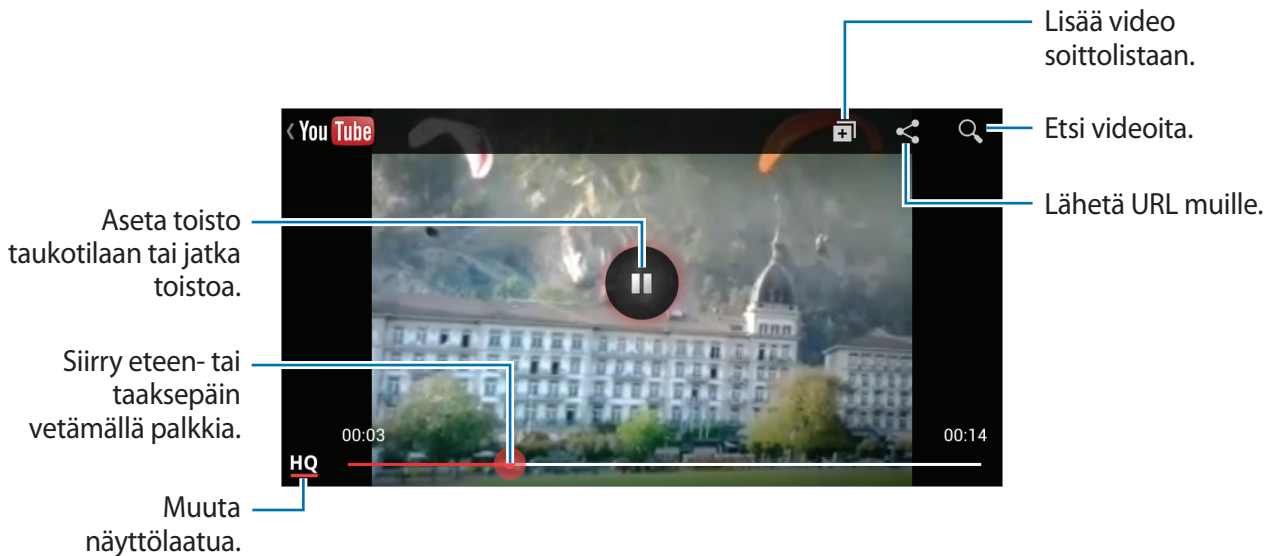 Lisää video
soittolistaan.
You Tube
Etsi videoita.
Lähetä URL muille.
Aseta toisto
taukotilaan tai jatka
toistoa.
Siirry eteen- tai
taaksepäin
vetämällä palkkia.
00:03
00:14
HQ
Muuta
näyttölaatua.